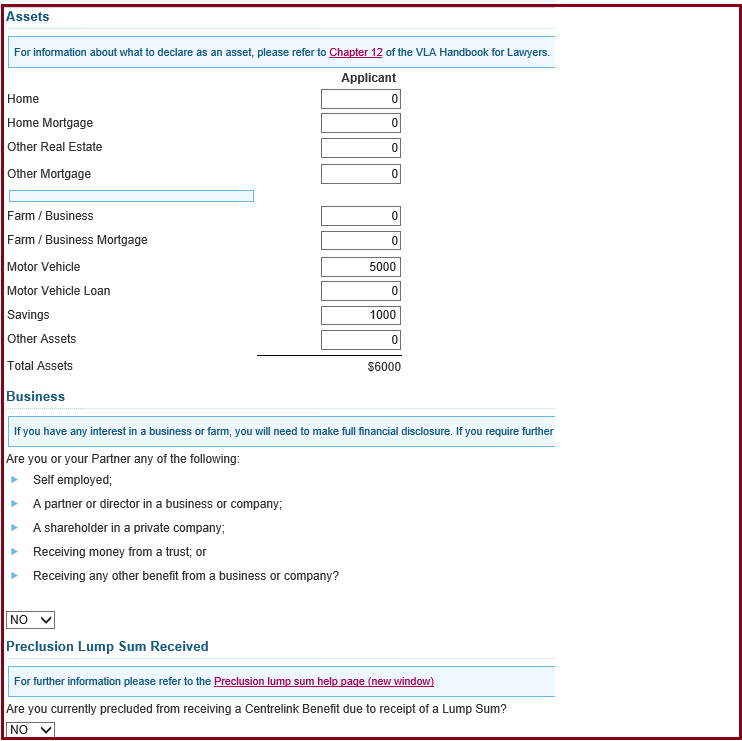 Assets
For information about what to declare as an asset, please refer to Chapter 12 of the VLA Handbook for Lawyers.
Applicant
Home 0
Home Mortgage 0
Other Real Estate 0
Other Mortgage 0
Farm / Business 0
Farm / Business Mortgage 0
Motor Vehicle 5000
Motor Vehicle Loan 0
Savings 1000
Other Assets 0
Total Assets $6000
Business
If you have any interest in a business or farm, you will need to make full financial disclosure. If you require further
Are you or your Partner any of the following:
Self employed;
A partner or director in a business or company;
A shareholder in a private company;
Receiving money from a trust; or
Receiving any other benefit from a business or company?
NO
Preclusion Lump Sum Received
For further information please refer to the Preclusion lump sum help page (new window)
Are you currently precluded from receiving a Centrelink Benefit due to receipt of a Lump Sum?
NO